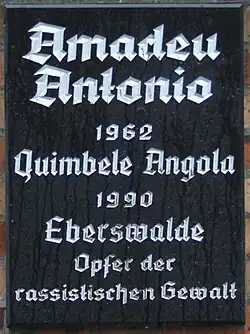 Amadeu
Antonio
1962
Quimbele Angola
1990
Eberswalde
Opfer der
rassistischen Gewalt